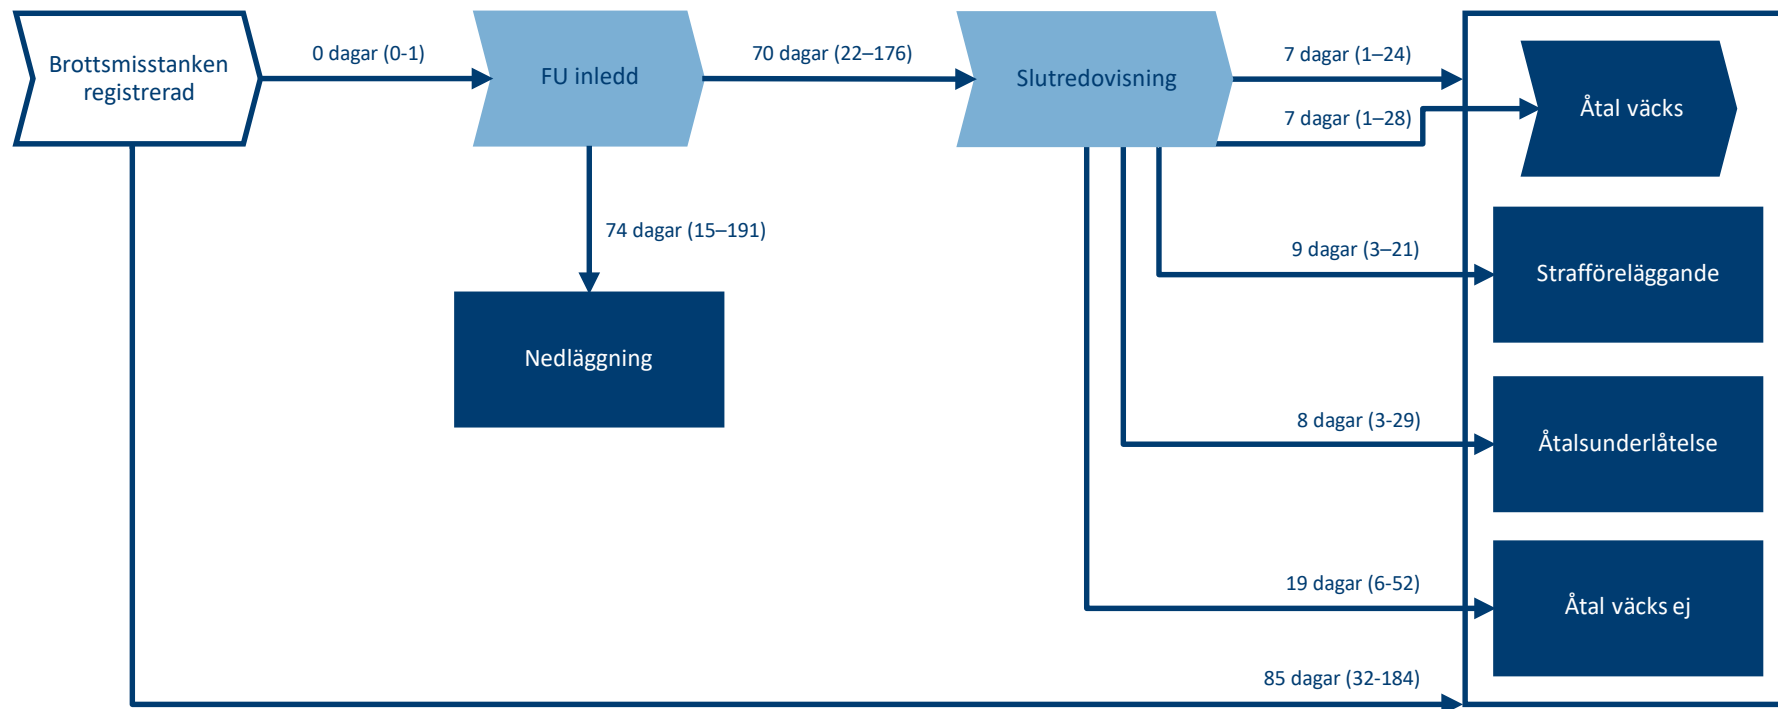 Brottsmisstanken
registrerad
0 dagar (0-1)
FU inledd
70 dagar (22–176)
Slutredovisning
7 dagar (1–24)
7 dagar (1–28)
Åtal väcks
74 dagar (15–191)
Nedläggning
9 dagar (3–21)
Strafföreläggande
8 dagar (3-29)
Åtalsunderlåtelse
19 dagar (6-52)
Åtal väcks ej
85 dagar (32-184)